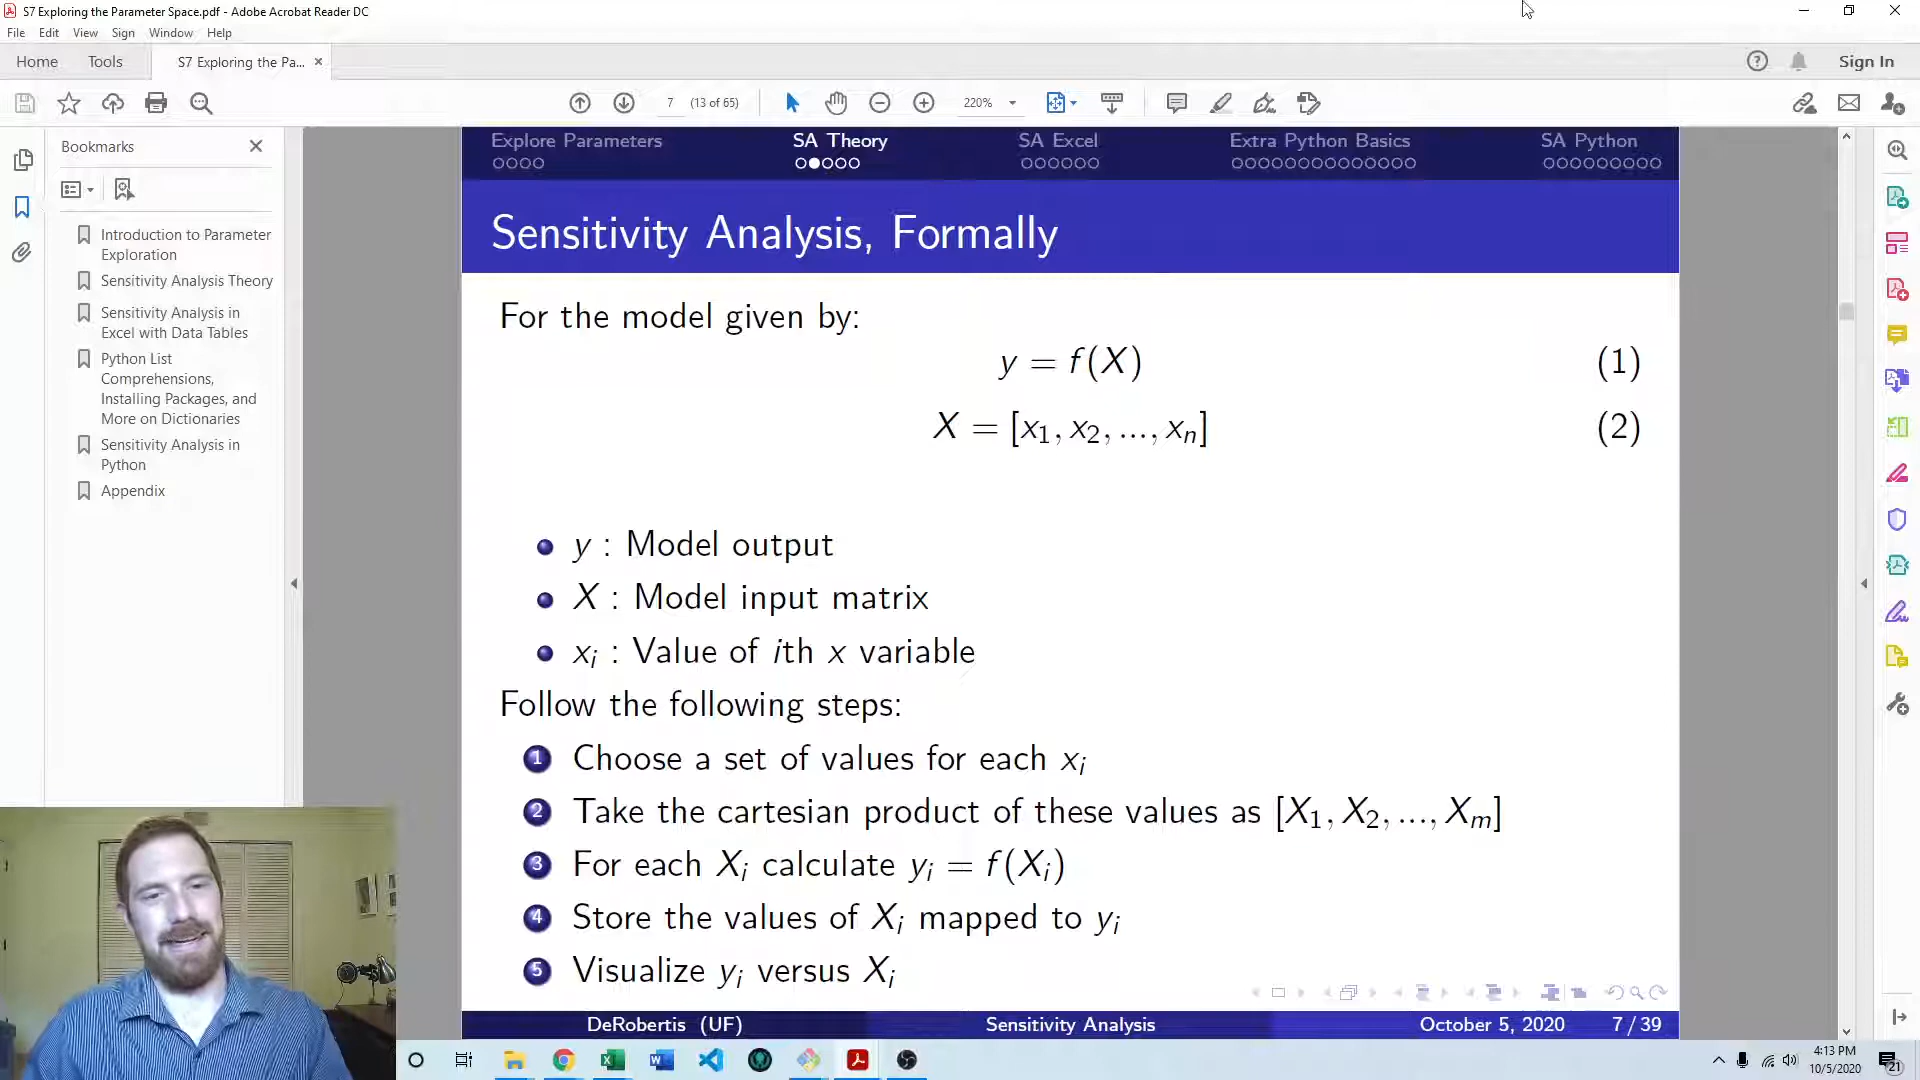 S7 Exploring the Parameter Space.pdf - Adobe Acrobat Reader DC
File Edit View Sign Window Help
Home Tools S7 Exploring the Pa... × Sign In
7 (13 of 65) 220%
Bookmarks
Introduction to Parameter
Exploration
Sensitivity Analysis Theory
Sensitivity Analysis in
Excel with Data Tables
Python List
Comprehensions,
Installing Packages, and
More on Dictionaries
Sensitivity Analysis in
Python
Appendix
Explore Parameters SA Theory SA Excel Extra Python Basics SA Python
Sensitivity Analysis, Formally
For the model given by:
y = f(X) (1)
X = [x₁, x₂, ..., xₙ] (2)
y : Model output
X : Model input matrix
xᵢ : Value of ith x variable
Follow the following steps:
1 Choose a set of values for each xᵢ
2 Take the cartesian product of these values as [X₁, X₂, ..., Xₘ]
3 For each Xᵢ calculate yᵢ = f(Xᵢ)
4 Store the values of Xᵢ mapped to yᵢ
5 Visualize yᵢ versus Xᵢ
DeRobertis (UF) Sensitivity Analysis October 5, 2020 7 / 39
4:13 PM
10/5/2020
21